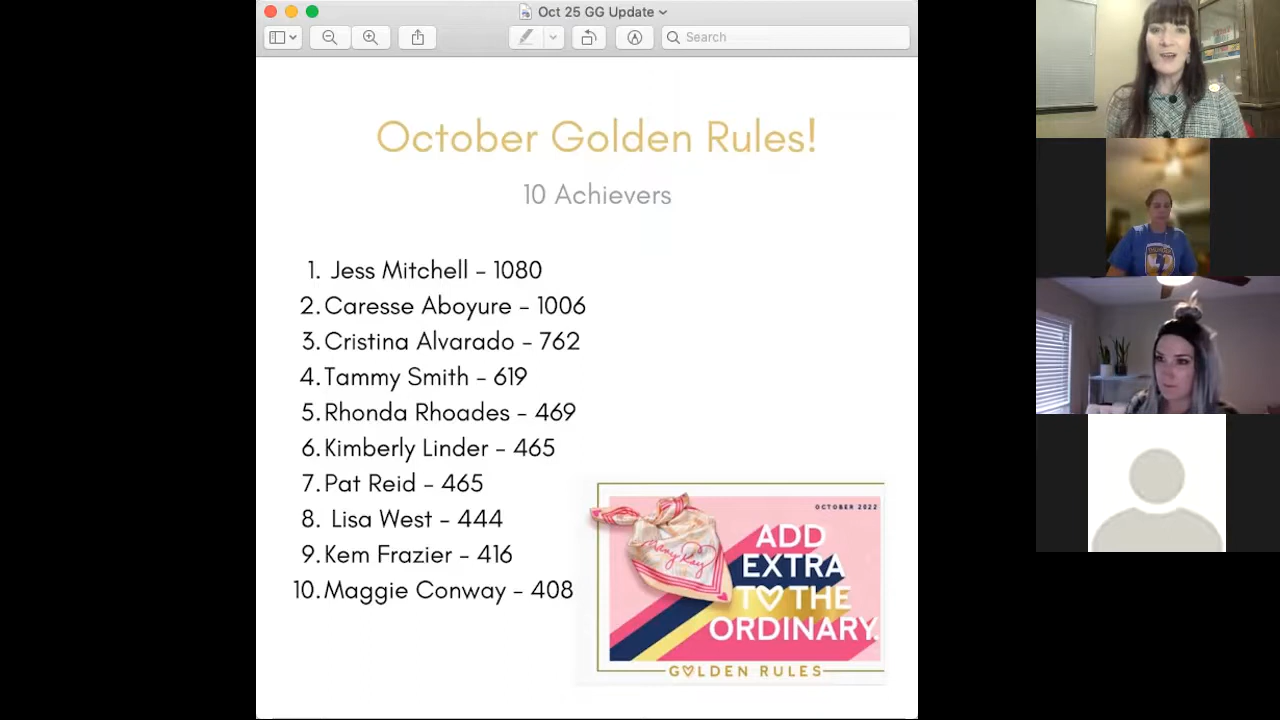 Oct 25 GG Update
Search
October Golden Rules!
10 Achievers
1. Jess Mitchell - 1080
2. Caresse Aboyure - 1006
3. Cristina Alvarado - 762
4. Tammy Smith - 619
5. Rhonda Rhoades - 469
6. Kimberly Linder - 465
7. Pat Reid - 465
8. Lisa West - 444
9. Kem Frazier - 416
10. Maggie Conway - 408
OCTOBER 2022
Mary Kay
ADD
EXTRA
TO THE
ORDINARY.
GOLDEN RULES